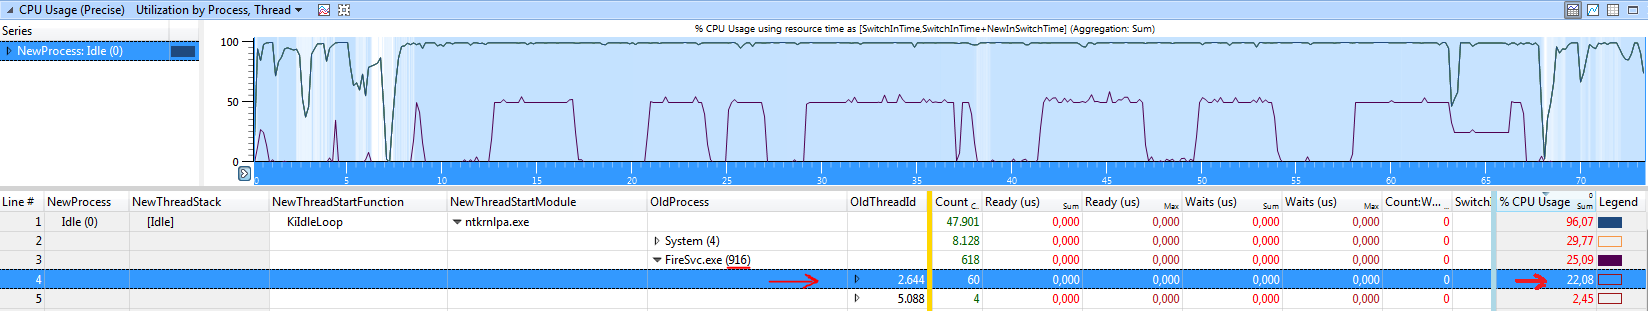 CPU Usage (Precise) Utilization by Process, Thread
Series
NewProcess: Idle (0)
% CPU Usage using resource time as [SwitchInTime,SwitchInTime+NewInSwitchTime] (Aggregation: Sum)
100
50
0
0 5 10 15 20 25 30 35 40 45 50 55 60 65 70
Line # NewProcess NewThreadStack NewThreadStartFunction NewThreadStartModule OldProcess OldThreadId Count C.. Ready (us) Sum Ready (us) Max Waits (us) Sum Waits (us) Max Count:W... SwitchI % CPU Usage 0 Sum Legend
1 Idle (0) [Idle] KiIdleLoop ntkrnlpa.exe 47.901 0,000 0,000 0,000 0,000 0 96,07
2 System (4) 8.128 0,000 0,000 0,000 0,000 0 29,77
3 FireSvc.exe (916) 618 0,000 0,000 0,000 0,000 0 25,09
4 2.644 60 0,000 0,000 0,000 0,000 0 22,08
5 5.088 4 0,000 0,000 0,000 0,000 0 2,45